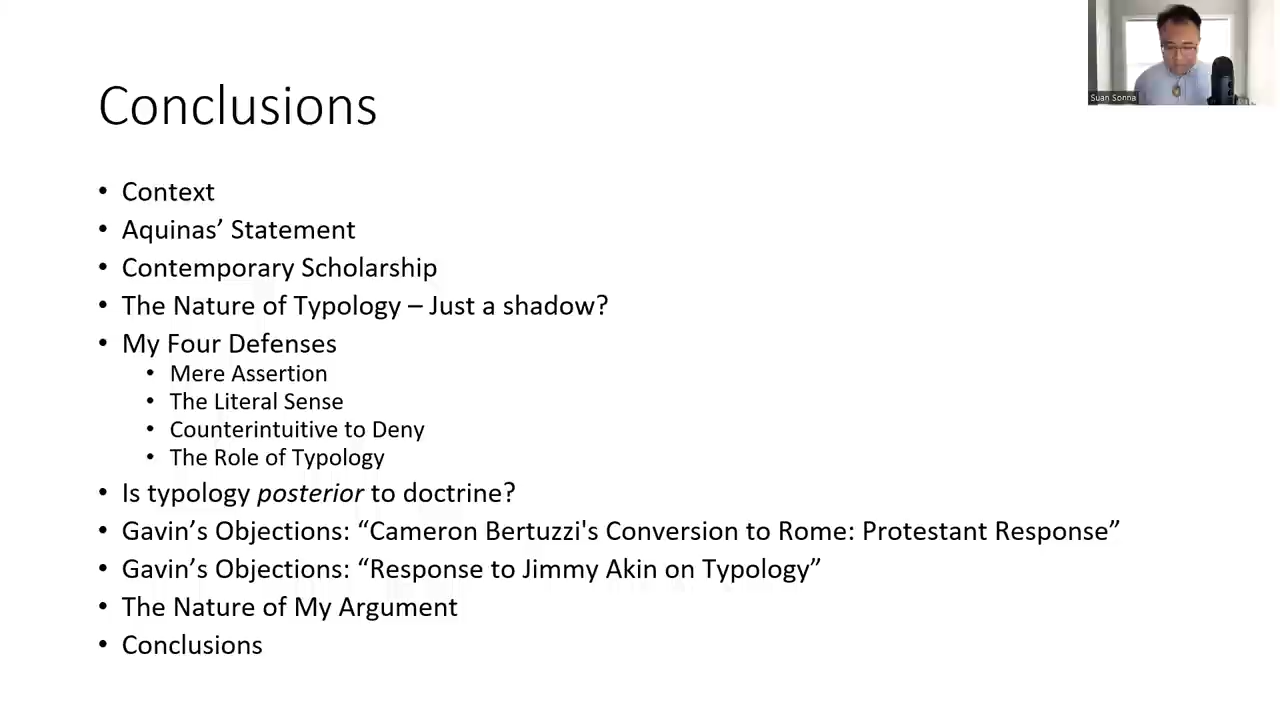 Conclusions
Suan Sonna
• Context
• Aquinas’ Statement
• Contemporary Scholarship
• The Nature of Typology – Just a shadow?
• My Four Defenses
• Mere Assertion
• The Literal Sense
• Counterintuitive to Deny
• The Role of Typology
• Is typology posterior to doctrine?
• Gavin’s Objections: “Cameron Bertuzzi's Conversion to Rome: Protestant Response”
• Gavin’s Objections: “Response to Jimmy Akin on Typology”
• The Nature of My Argument
• Conclusions